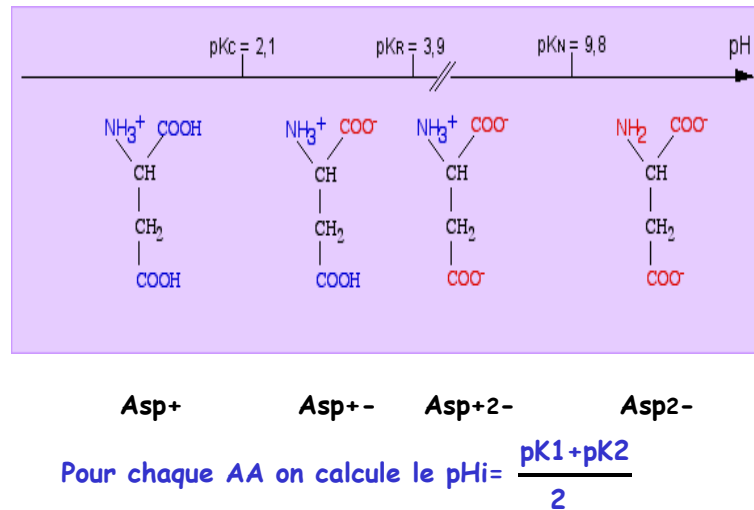 pKc = 2,1 pKR = 3,9 pKN = 9,8 pH
NH3+ COOH NH3+ COO- NH3+ COO- NH2 COO-
CH CH CH CH
CH2 CH2 CH2 CH2
COOH COOH COO- COO-
Asp+ Asp+- Asp+2- Asp2-
Pour chaque AA on calcule le pHi= pK1+pK2
2